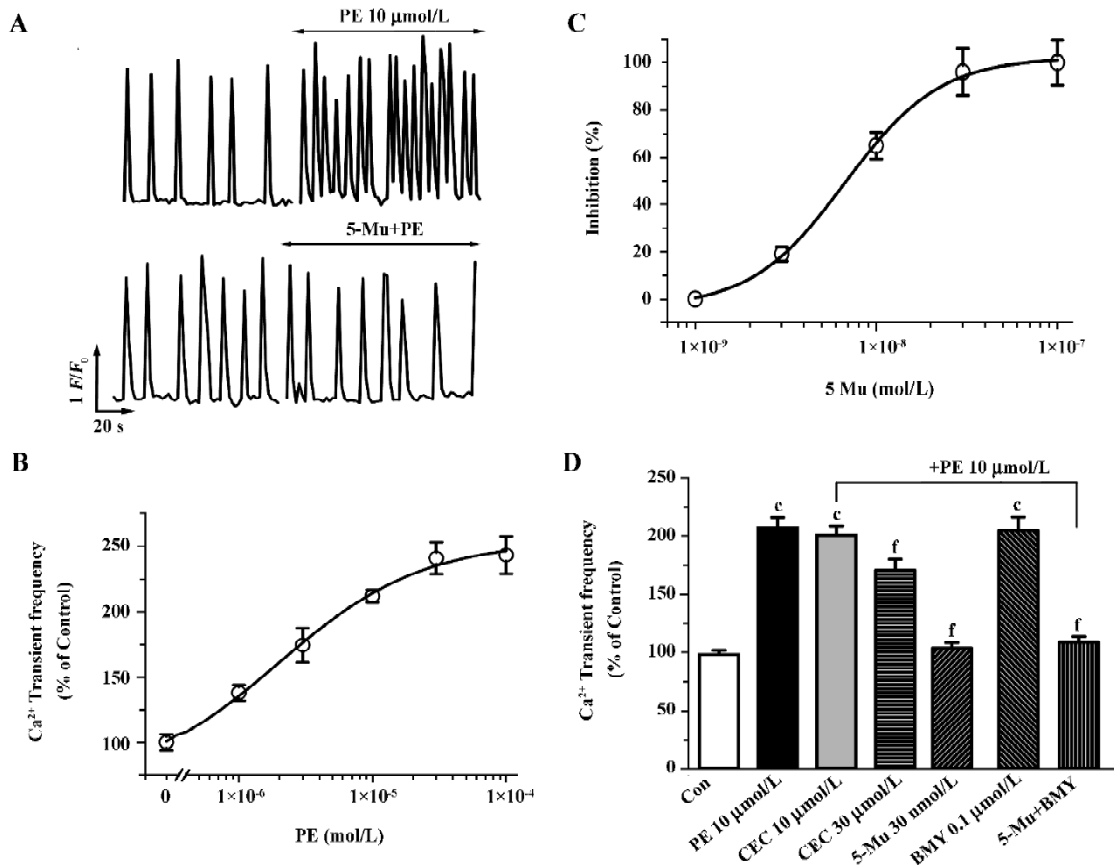 A
PE 10 μmol/L
5-Mu+PE
1 F/F0
20 s
B
Ca2+ Transient frequency
(% of Control)
250
200
150
100
0
1×10-6
1×10-5
1×10-4
PE (mol/L)
C
Inhibition (%)
100
80
60
40
20
0
1×10-9
1×10-8
1×10-7
5 Mu (mol/L)
D
+PE 10 μmol/L
Ca2+ Transient frequency
(% of Control)
250
200
150
100
50
0
c
c
f
f
c
f
Con
PE 10 μmol/L
CEC 10 μmol/L
CEC 30 μmol/L
5-Mu 30 nmol/L
BMY 0.1 μmol/L
5-Mu+BMY